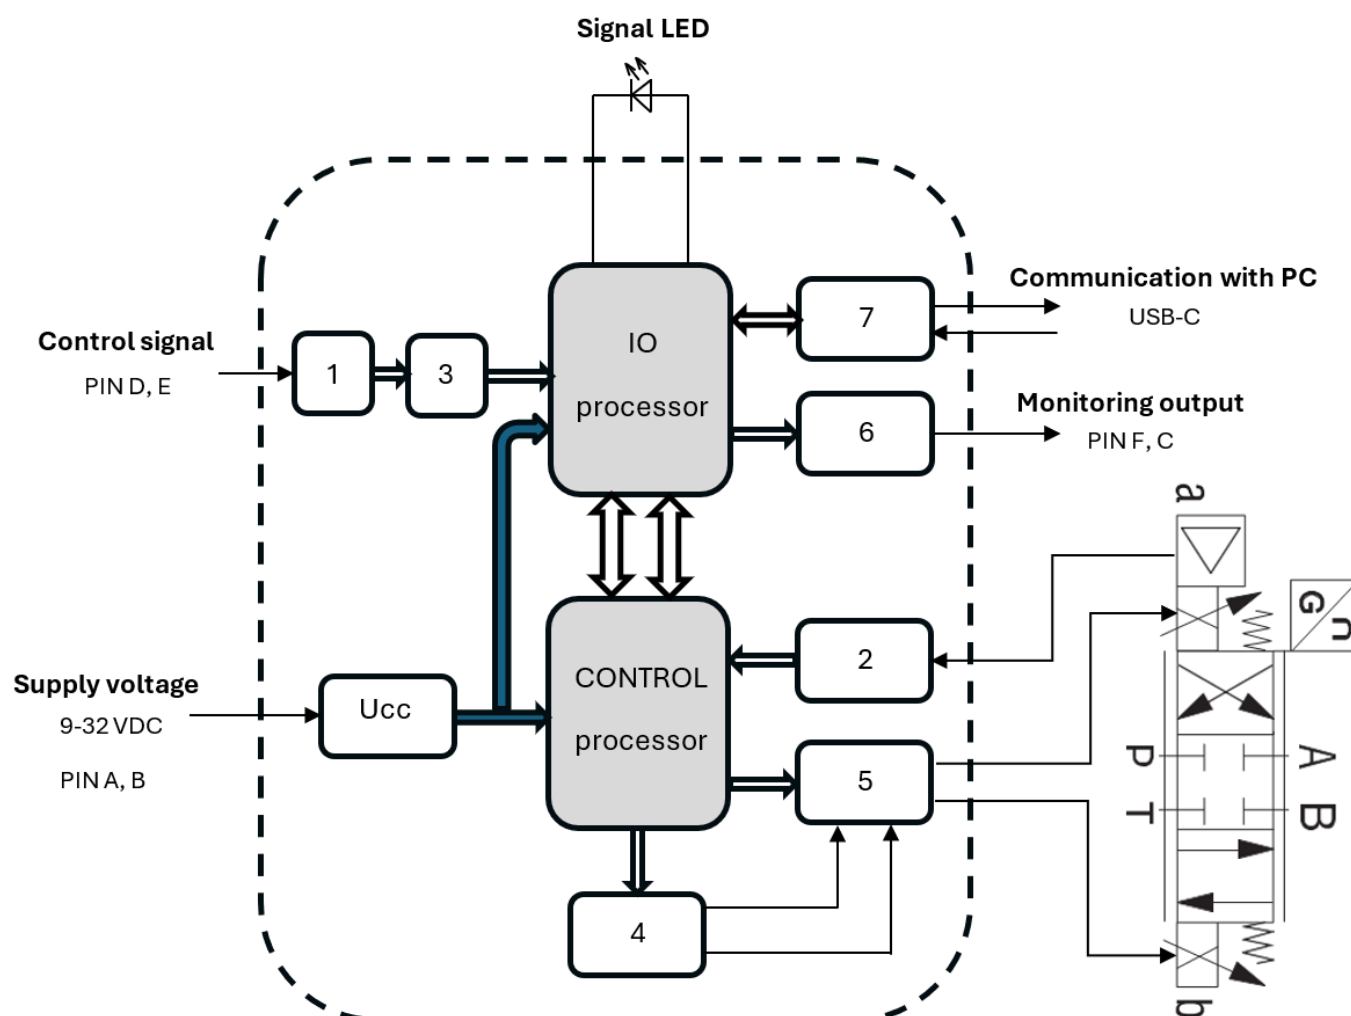 Signal LED
Communication with PC
USB-C
7
IO
processor
Control signal
PIN D, E
1
3
Monitoring output
PIN F, C
6
a
G
U
CONTROL
processor
2
Supply voltage
9-32 VDC
PIN A, B
Ucc
5
P
A
T
B
4
b